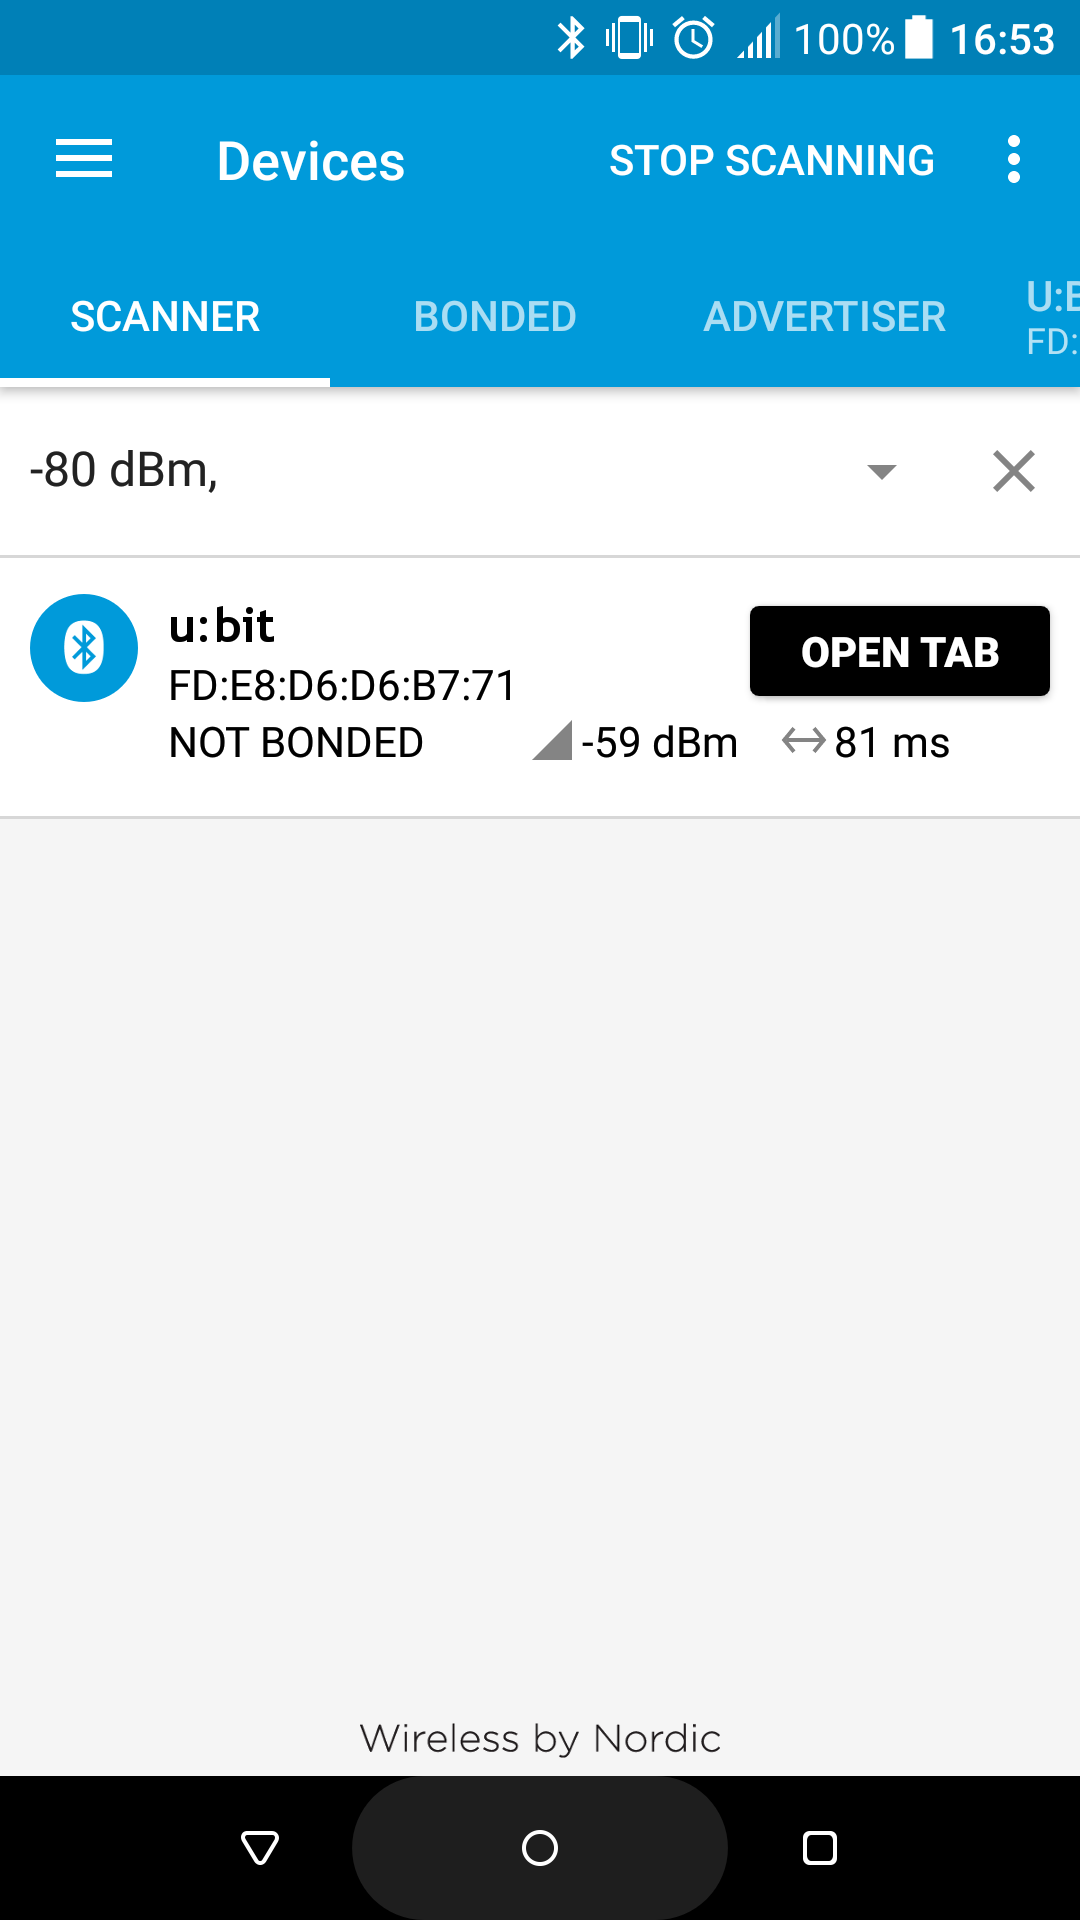 100% 16:53
Devices STOP SCANNING
SCANNER BONDED ADVERTISER U:B
FD:
-80 dBm,
u:bit
OPEN TAB
FD:E8:D6:D6:B7:71
NOT BONDED -59 dBm 81 ms
Wireless by Nordic